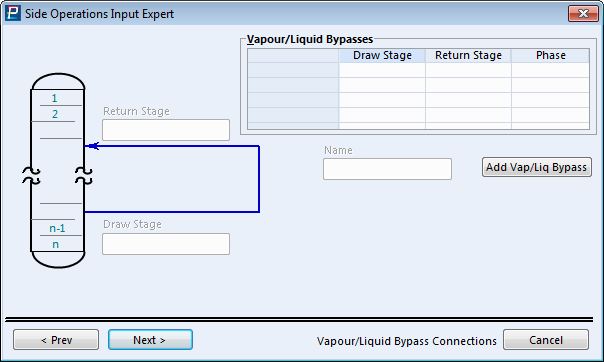 Side Operations Input Expert
Vapour/Liquid Bypasses
Draw Stage Return Stage Phase
1
2
Return Stage
Name
Add Vap/Liq Bypass
n-1
n
Draw Stage
< Prev
Next >
Vapour/Liquid Bypass Connections
Cancel